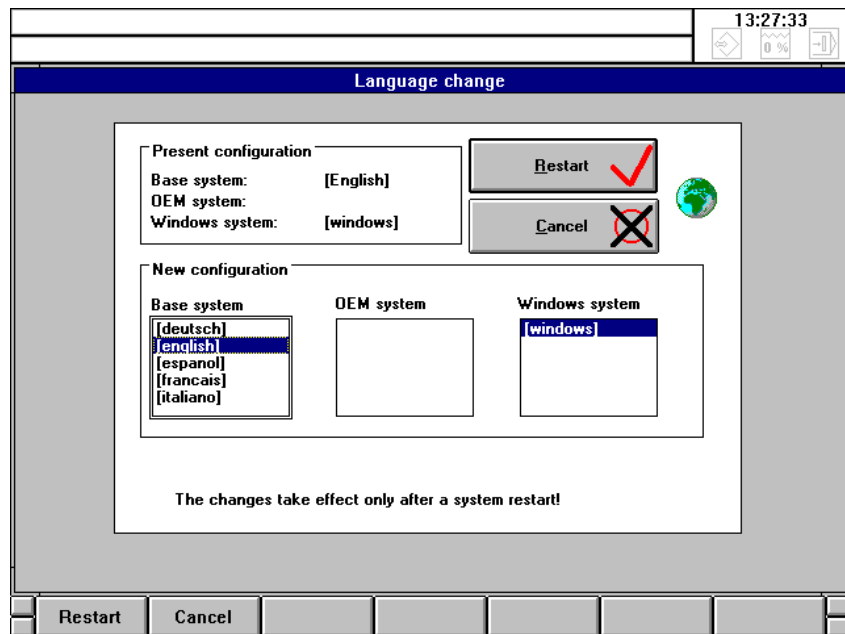 13:27:33
0 %
Language change
Present configuration
Base system: [English]
OEM system:
Windows system: [windows]
Restart
Cancel
New configuration
Base system
[deutsch]
[english]
[espanol]
[francais]
[italiano]
OEM system
Windows system
[windows]
The changes take effect only after a system restart!
Restart Cancel